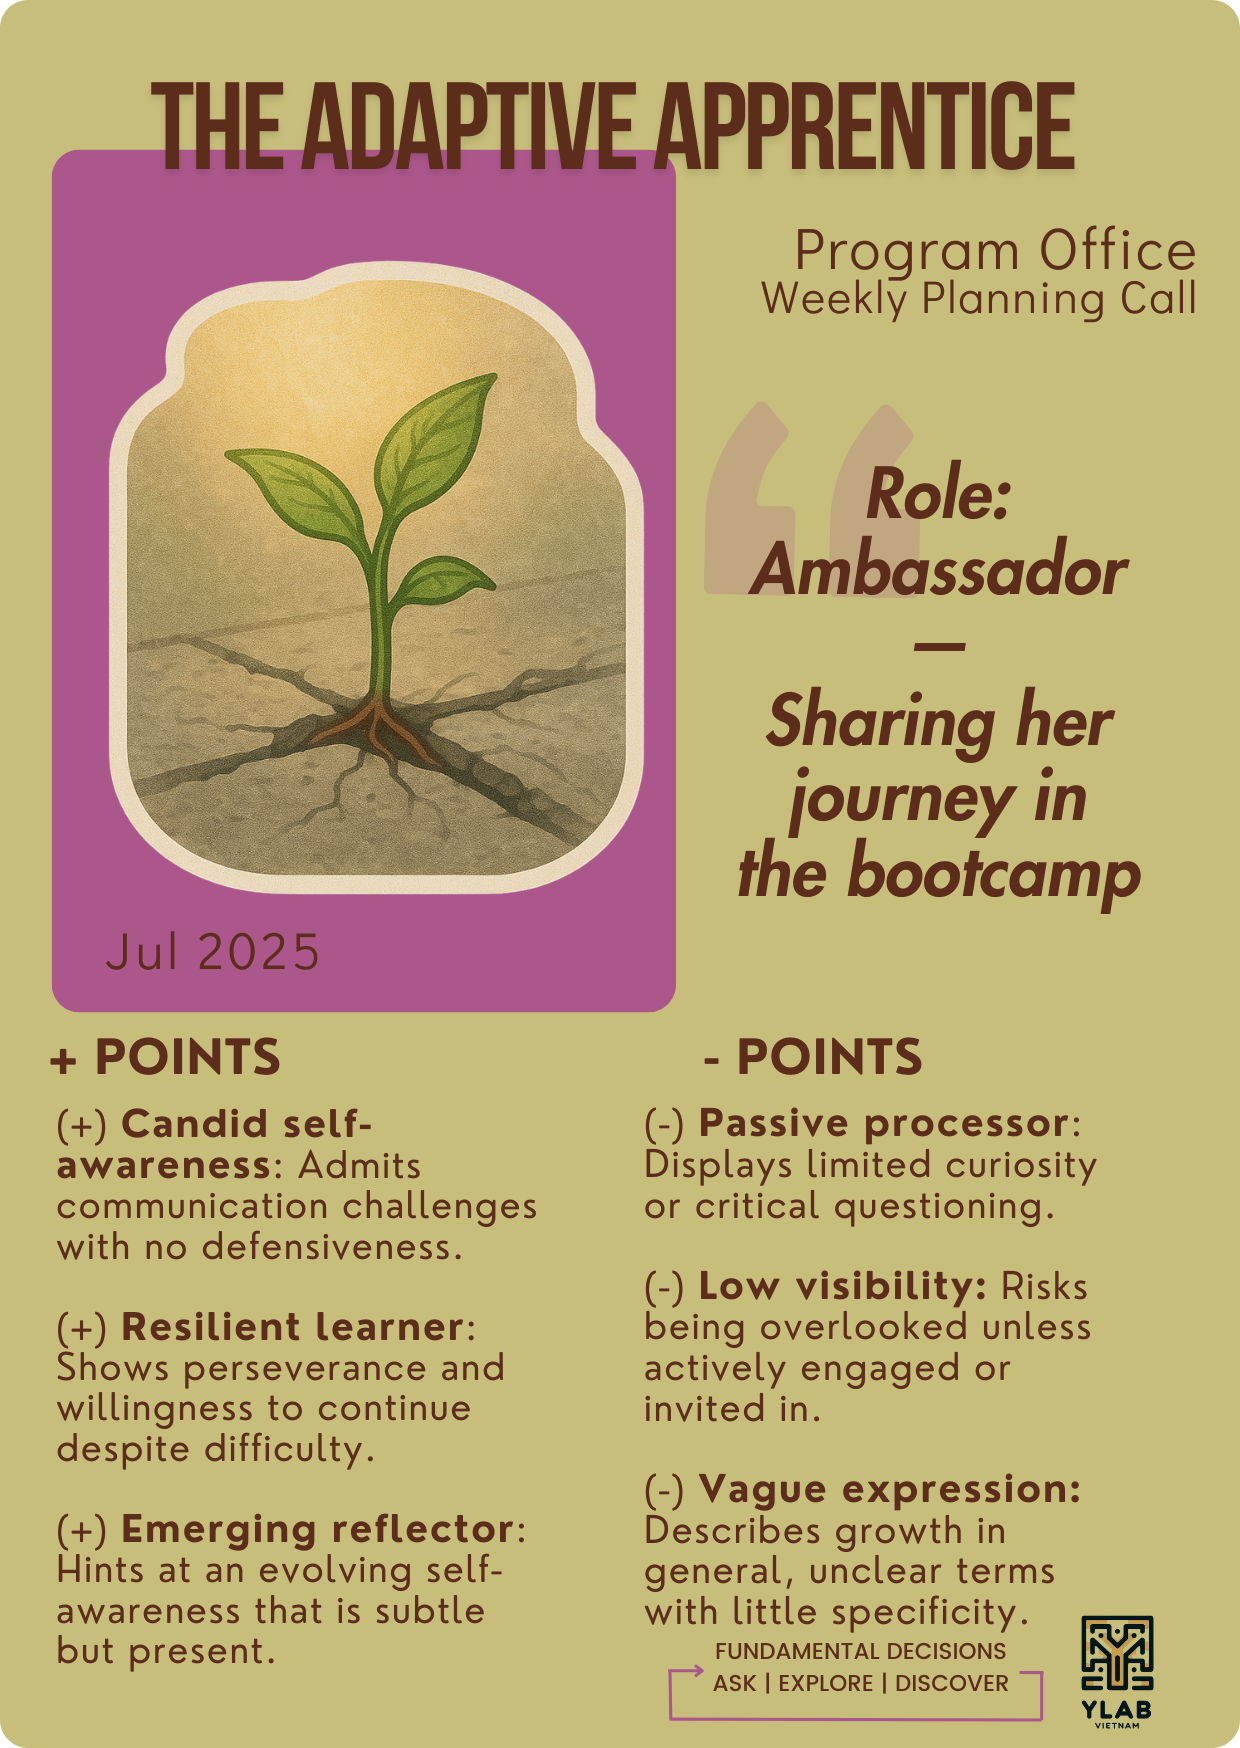 THE ADAPTIVE APPRENTICE
Program Office
Weekly Planning Call
“
Role:
Ambassador
—
Sharing her
journey in
the bootcamp
Jul 2025
+ POINTS
(+) Candid self-
awareness: Admits
communication challenges
with no defensiveness.
(+) Resilient learner:
Shows perseverance and
willingness to continue
despite difficulty.
(+) Emerging reflector:
Hints at an evolving self-
awareness that is subtle
but present.
- POINTS
(-) Passive processor:
Displays limited curiosity
or critical questioning.
(-) Low visibility: Risks
being overlooked unless
actively engaged or
invited in.
(-) Vague expression:
Describes growth in
general, unclear terms
with little specificity.
FUNDAMENTAL DECISIONS
ASK | EXPLORE | DISCOVER
YLAB
VIETNAM